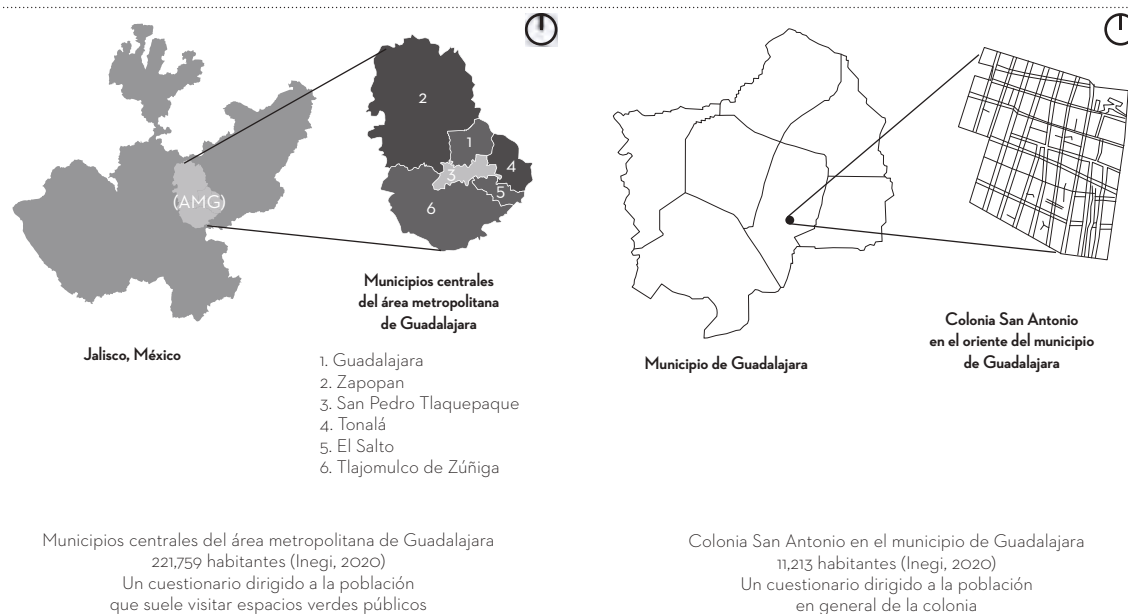 (AMG)
2
1
4
3
5
6
Municipios centrales
del área metropolitana
de Guadalajara
Jalisco, México
1. Guadalajara
2. Zapopan
3. San Pedro Tlaquepaque
4. Tonalá
5. El Salto
6. Tlajomulco de Zúñiga
Municipios centrales del área metropolitana de Guadalajara
221,759 habitantes (Inegi, 2020)
Un cuestionario dirigido a la población
que suele visitar espacios verdes públicos
Colonia San Antonio
en el oriente del municipio
de Guadalajara
Municipio de Guadalajara
Colonia San Antonio en el municipio de Guadalajara
11,213 habitantes (Inegi, 2020)
Un cuestionario dirigido a la población
en general de la colonia